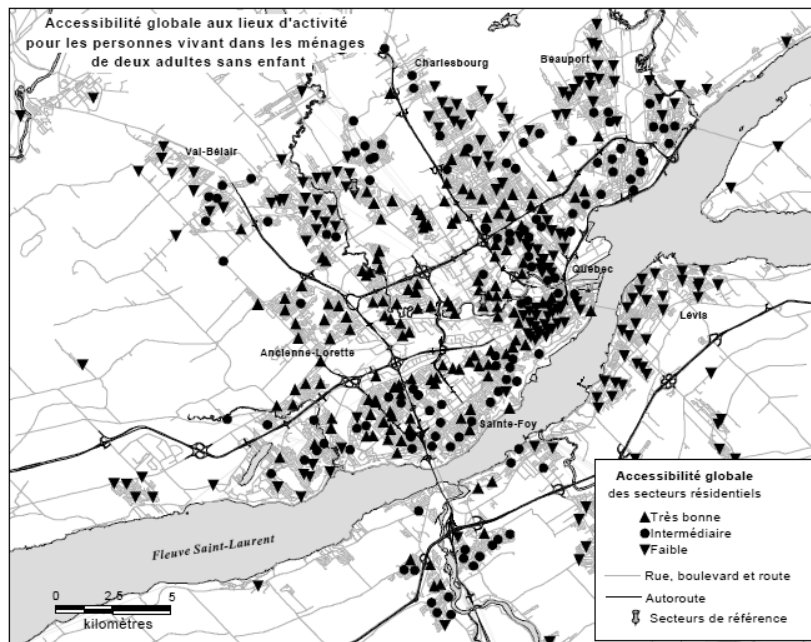 Accessibilité globale aux lieux d'activité
pour les personnes vivant dans les ménages
de deux adultes sans enfant
Charlesbourg
Beauport
Val-Bélair
Québec
Lévis
Ancienne-Lorette
Sainte-Foy
Fleuve Saint-Laurent
0 2.5 5
kilomètres
Accessibilité globale
des secteurs résidentiels
Très bonne
Intermédiaire
Faible
Rue, boulevard et route
Autoroute
Secteurs de référence